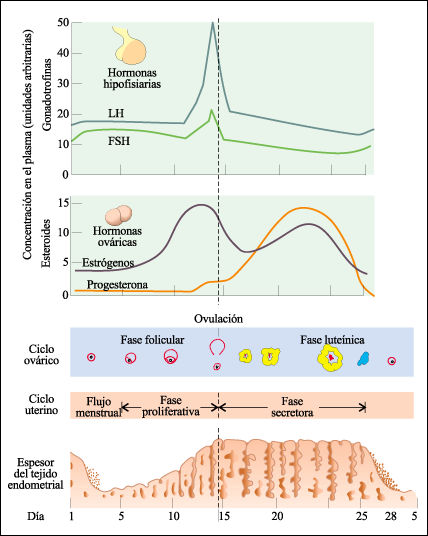 Concentración en el plasma (unidades arbitrarias)
Gonadotrofinas
50
40
30
20
10
0
Hormonas
hipofisiarias
LH
FSH
Esteroides
15
10
5
0
Hormonas
ováricas
Estrógenos
Progesterona
Ovulación
Ciclo
ovárico
Fase folicular
Fase luteínica
Ciclo
uterino
Flujo
menstrual
Fase
proliferativa
Fase
secretora
Espesor
del tejido
endometrial
Día
1 5 10 15 20 25 28 5